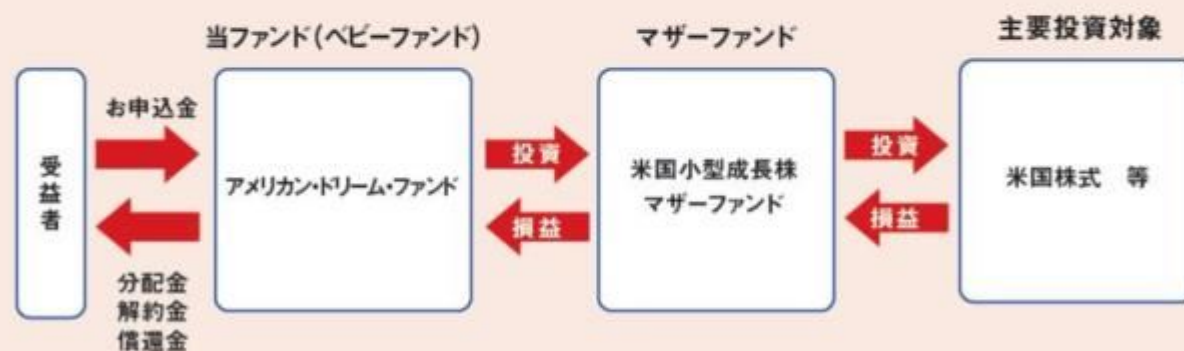 当ファンド(ベビーファンド)
マザーファンド
主要投資対象
受益者
お申込金
分配金
解約金
償還金
アメリカン・ドリーム・ファンド
投資
損益
米国小型成長株
マザーファンド
投資
損益
米国株式 等